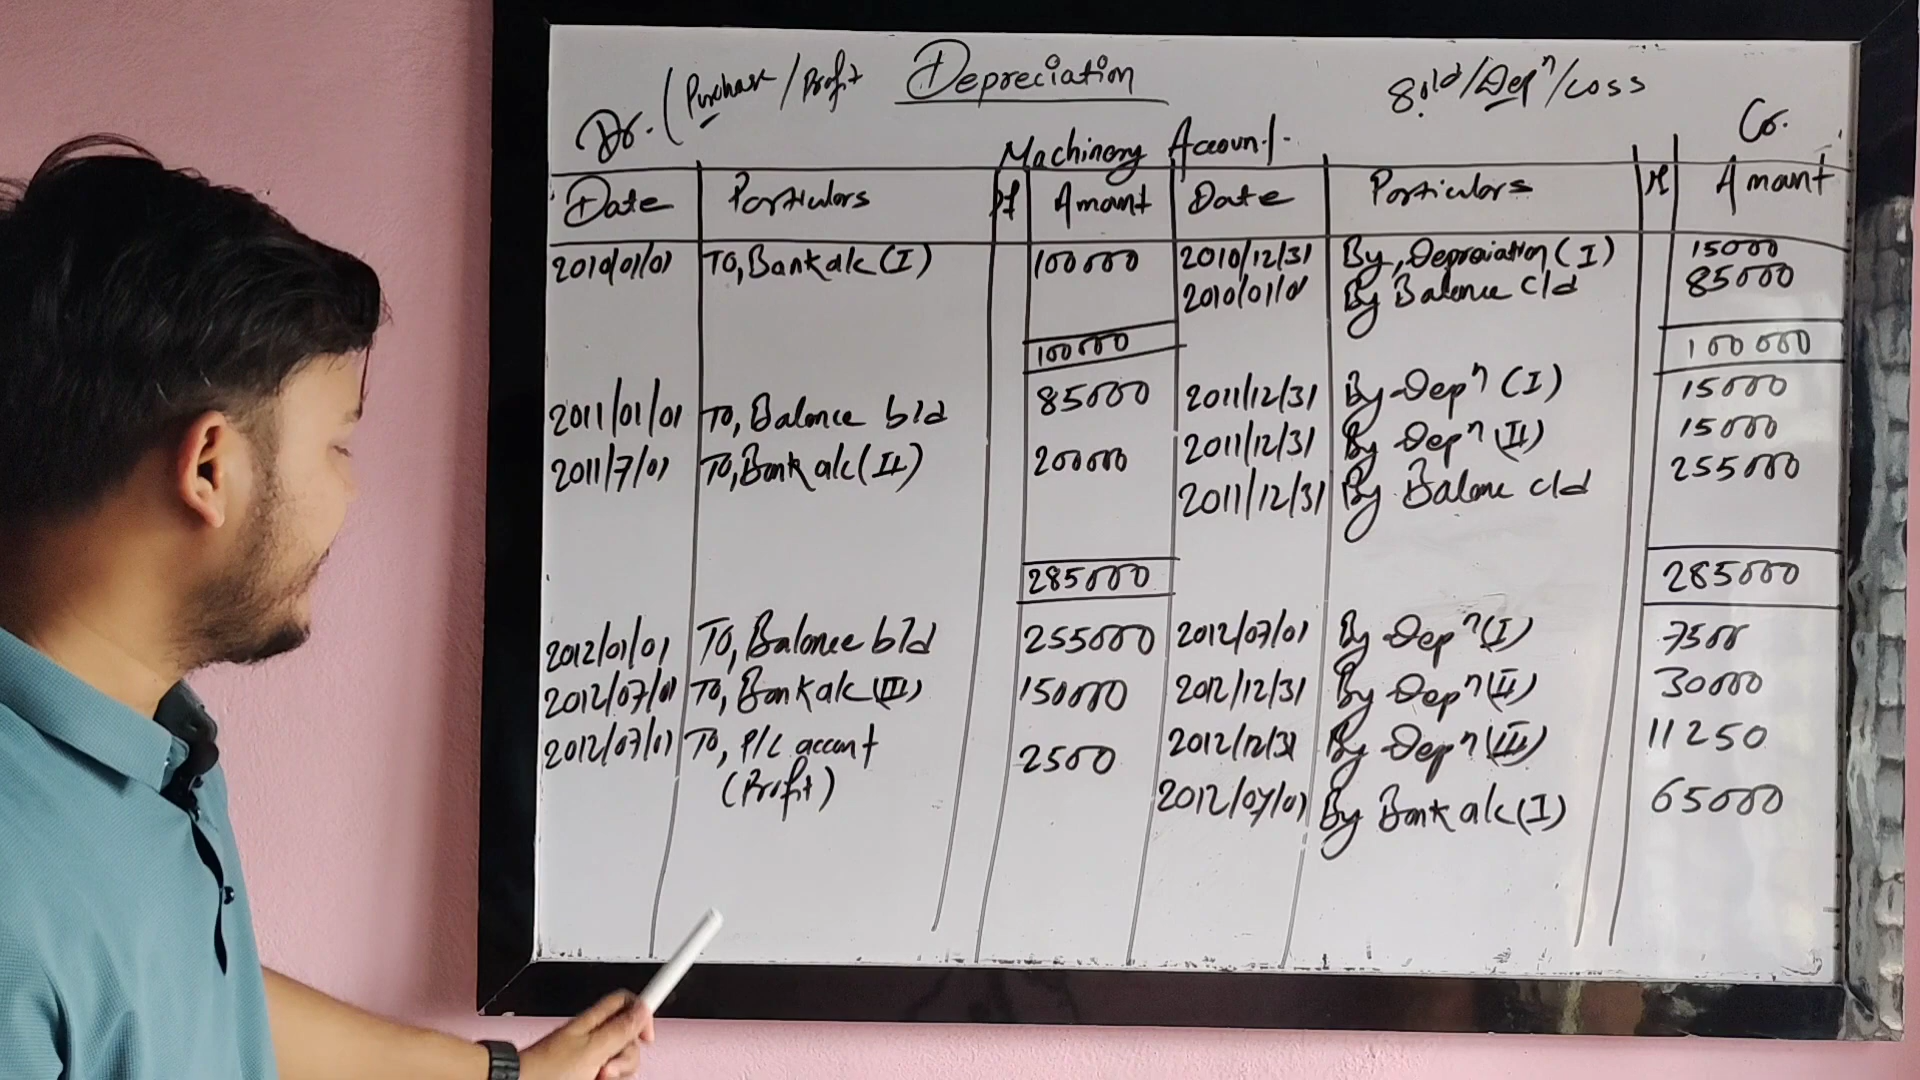 Depreciation
Dr. (Purchase/Profit Sold/Depⁿ/Loss Cr.
Machinery Account.
Date Particulars Amount Date Particulars Amount
2010/01/01 To, Bank a/c (I) 100000 2010/12/31 By, Depreciation (I) 15000
2010/01/01 By Balance c/d 85000
100000 100000
2011/01/01 To, Balance b/d 85000 2011/12/31 By Depⁿ (I) 15000
2011/7/01 To, Bank a/c (II) 200000 2011/12/31 By Depⁿ (II) 15000
2011/12/31 By Balance c/d 255000
285000 285000
2012/01/01 To, Balance b/d 255000 2012/07/01 By Depⁿ (I) 7500
2012/07/01 To, Bank a/c (III) 150000 2012/12/31 By Depⁿ (II) 30000
2012/07/01 To, P/L account 2500 2012/12/31 By Depⁿ (III) 11250
(Profit) 2012/07/01 By Bank a/c (I) 65000